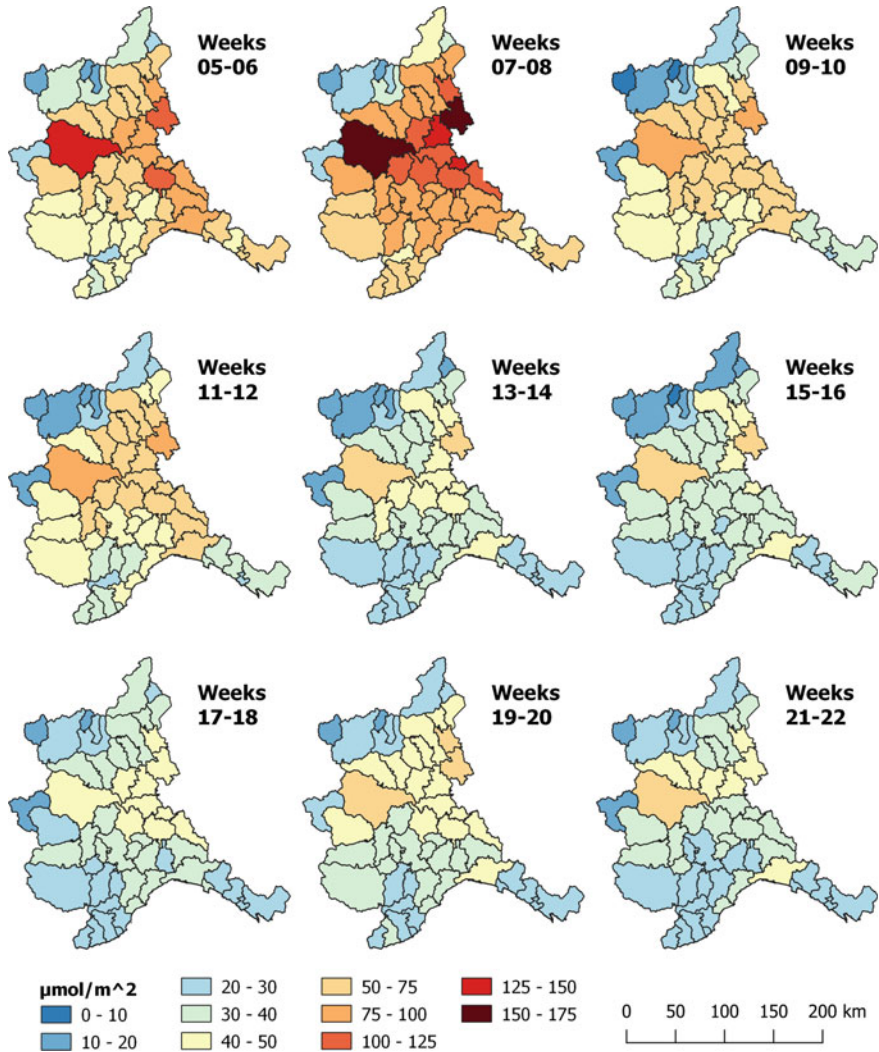 Weeks
05-06
Weeks
07-08
Weeks
09-10
Weeks
11-12
Weeks
13-14
Weeks
15-16
Weeks
17-18
Weeks
19-20
Weeks
21-22
µmol/m^2
0 - 10
10 - 20
20 - 30
30 - 40
40 - 50
50 - 75
75 - 100
100 - 125
125 - 150
150 - 175
0 50 100 150 200 km